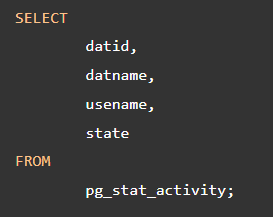 SELECT
datid,
datname,
usename,
state
FROM
pg_stat_activity;